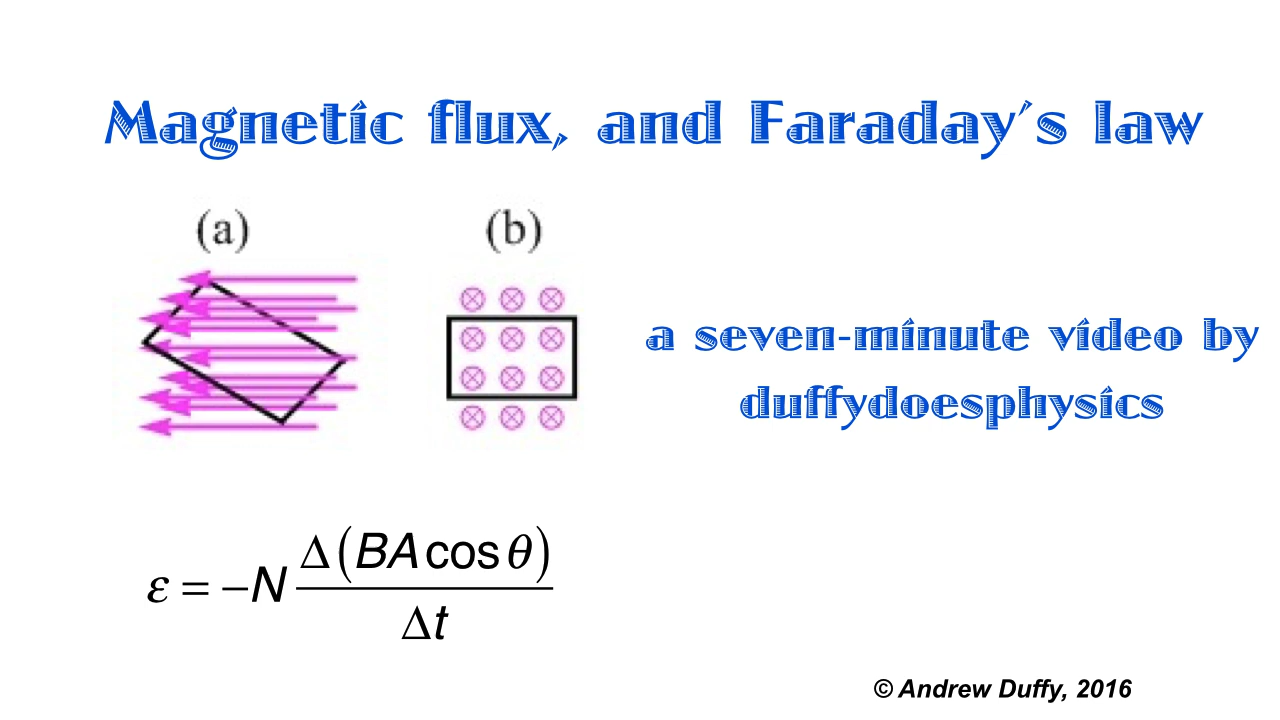 Magnetic flux, and Faraday's law
(a) (b)
a seven-minute video by
duffydoesphysics
ε = −N Δ(BA cos θ)
Δt
© Andrew Duffy, 2016